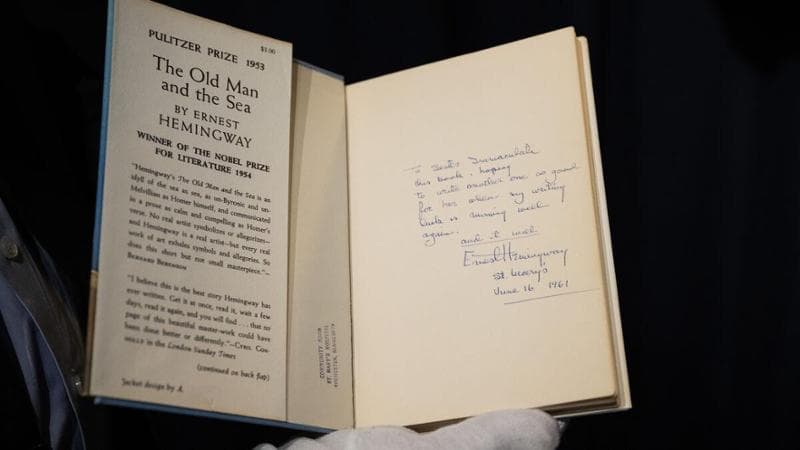 PULITZER PRIZE 1953
$3.00
The Old Man
and the Sea
BY ERNEST
HEMINGWAY
WINNER OF THE NOBEL PRIZE
FOR LITERATURE 1954
"Hemingway's The Old Man and the Sea is an
idyll of the sea as sea, as un-Byronic and un-
Melvillian as Homer himself, and communicated
in a prose as calm and compelling as Homer's
verse. No real artist symbolizes or allegorizes—
and Hemingway is a real artist—but every real
work of art exhales symbols and allegories. So
does this short but not small masterpiece."—
BERNARD BERENSON
"I believe this is the best story Hemingway has
ever written. Get it at once, read it, wait a few
days, read it again, and you will find . . . that no
page of this beautiful master-work could have
been done better or differently."—CYRIL CON-
NOLLY in the London Sunday Times
(continued on back flap)
Jacket design by A.
COMMUNITY ROOM
ST. MARY'S HOSPITAL
ROCHESTER, MINNESOTA
To Sister Immaculata
this book, hoping
to write another one as good
for her when my writing
luck is running well
again.
and it will
Ernest Hemingway
St. Mary's
June 16 1961